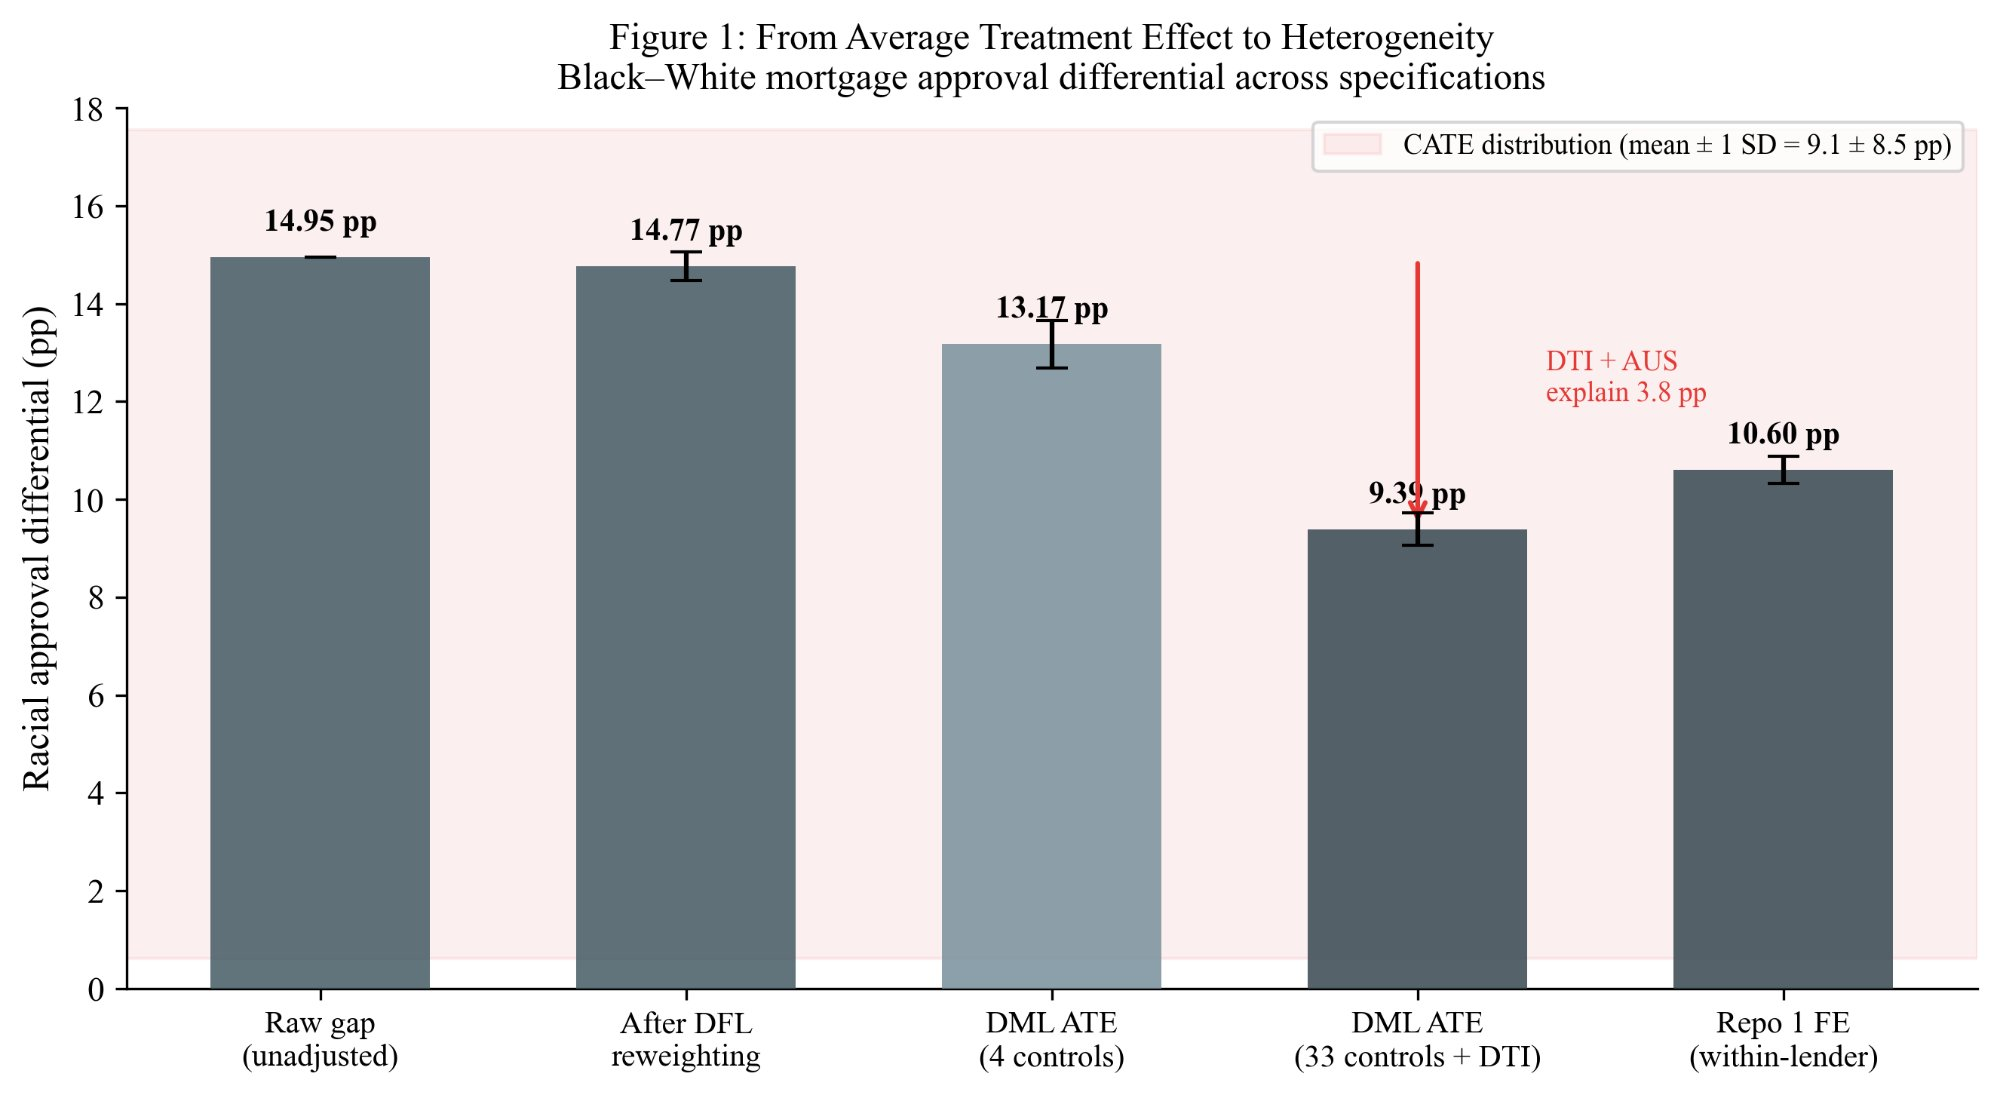 Figure 1: From Average Treatment Effect to Heterogeneity
Black–White mortgage approval differential across specifications
CATE distribution (mean ± 1 SD = 9.1 ± 8.5 pp)
Racial approval differential (pp)
18
16
14
12
10
8
6
4
2
0
14.95 pp
14.77 pp
13.17 pp
9.39 pp
10.60 pp
DTI + AUS
explain 3.8 pp
Raw gap
(unadjusted)
After DFL
reweighting
DML ATE
(4 controls)
DML ATE
(33 controls + DTI)
Repo 1 FE
(within-lender)